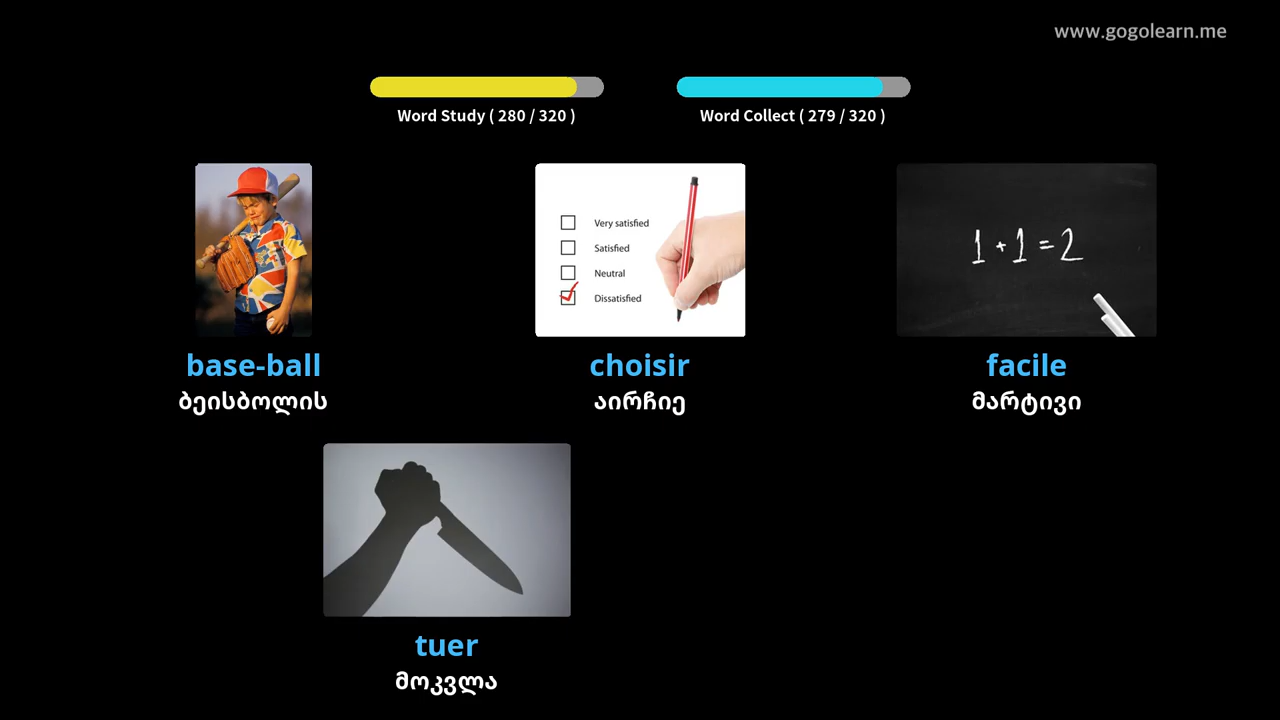 www.gogolearn.me
Word Study ( 280 / 320 )
Word Collect ( 279 / 320 )
Very satisfied
Satisfied
Neutral
Dissatisfied
1 + 1 = 2
base-ball
ბეისბოლის
choisir
აირჩიე
facile
მარტივი
tuer
მოკვლა